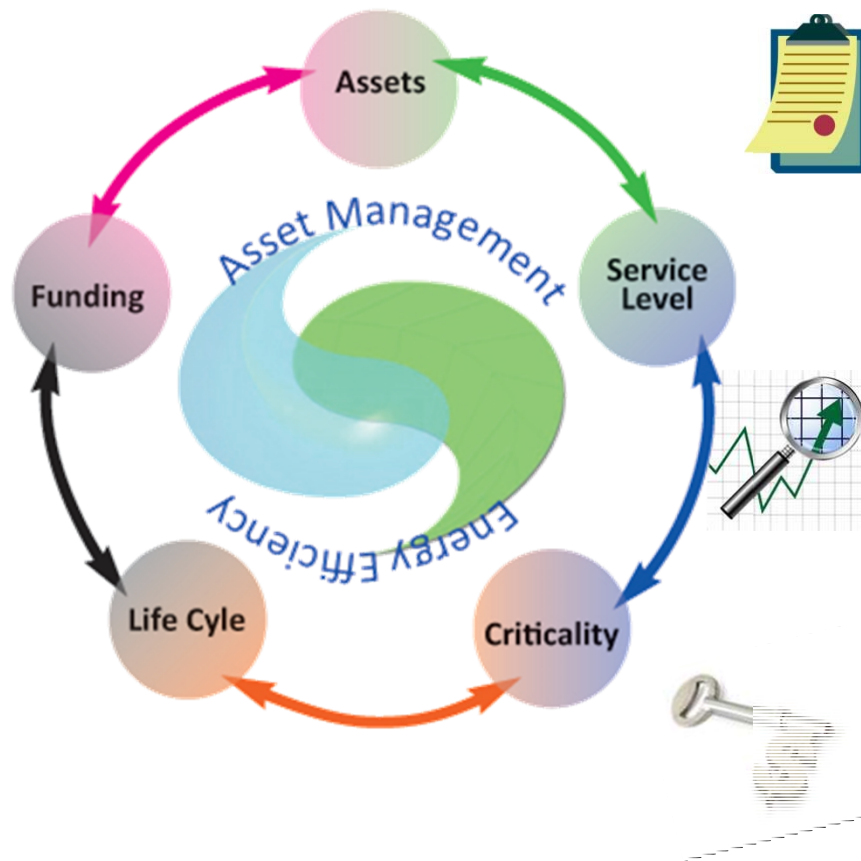 Assets
Asset Management
Funding
Service
Level
Energy Efficiency
Life Cyle
Criticality